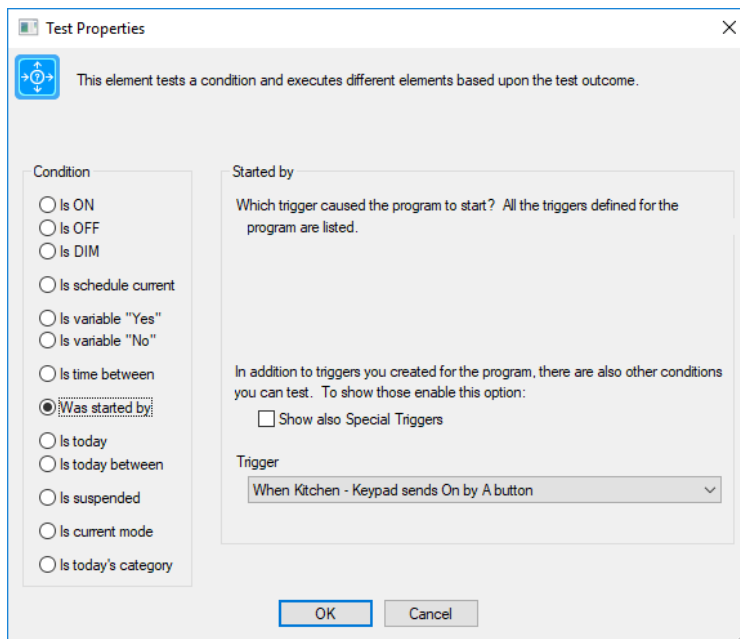 Test Properties
This element tests a condition and executes different elements based upon the test outcome.
Condition
Is ON
Is OFF
Is DIM
Is schedule current
Is variable "Yes"
Is variable "No"
Is time between
Was started by
Is today
Is today between
Is suspended
Is current mode
Is today's category
Started by
Which trigger caused the program to start? All the triggers defined for the
program are listed.
In addition to triggers you created for the program, there are also other conditions
you can test. To show those enable this option:
Show also Special Triggers
Trigger
When Kitchen - Keypad sends On by A button
OK
Cancel